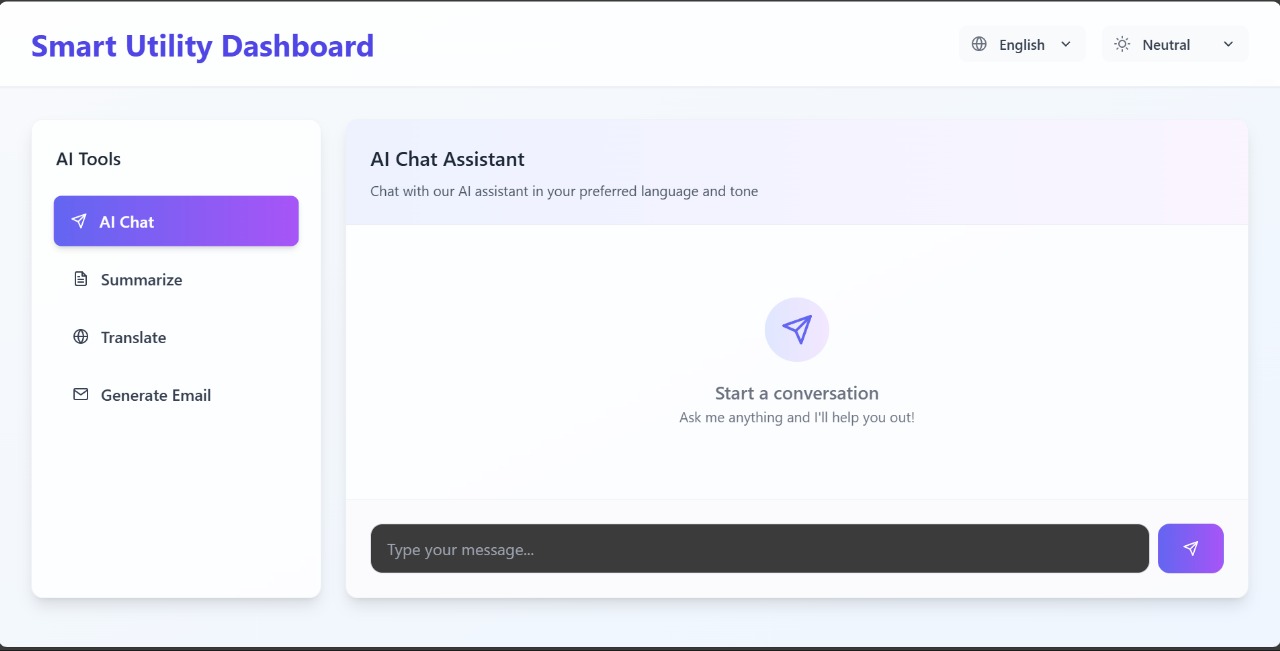 Smart Utility Dashboard
English
Neutral
AI Tools
AI Chat
Summarize
Translate
Generate Email
AI Chat Assistant
Chat with our AI assistant in your preferred language and tone
Start a conversation
Ask me anything and I'll help you out!
Type your message...